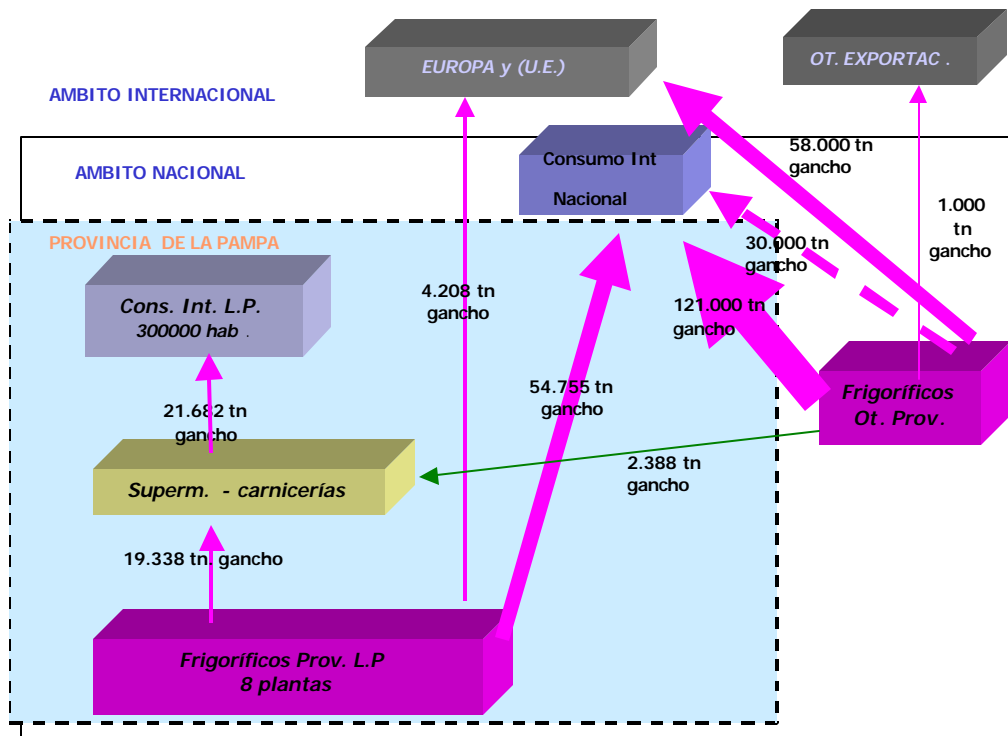 EUROPA y (U.E.)
OT. EXPORTAC .
AMBITO INTERNACIONAL
58.000 tn
gancho
AMBITO NACIONAL
Consumo Int
Nacional
1.000
tn
gancho
PROVINCIA DE LA PAMPA
30.000 tn
gancho
Cons. Int. L.P.
300000 hab .
4.208 tn
gancho
121.000 tn
gancho
54.755 tn
gancho
Frigoríficos
Ot. Prov.
21.682 tn
gancho
2.388 tn
gancho
Superm. - carnicerías
19.338 tn. gancho
Frigoríficos Prov. L.P
8 plantas